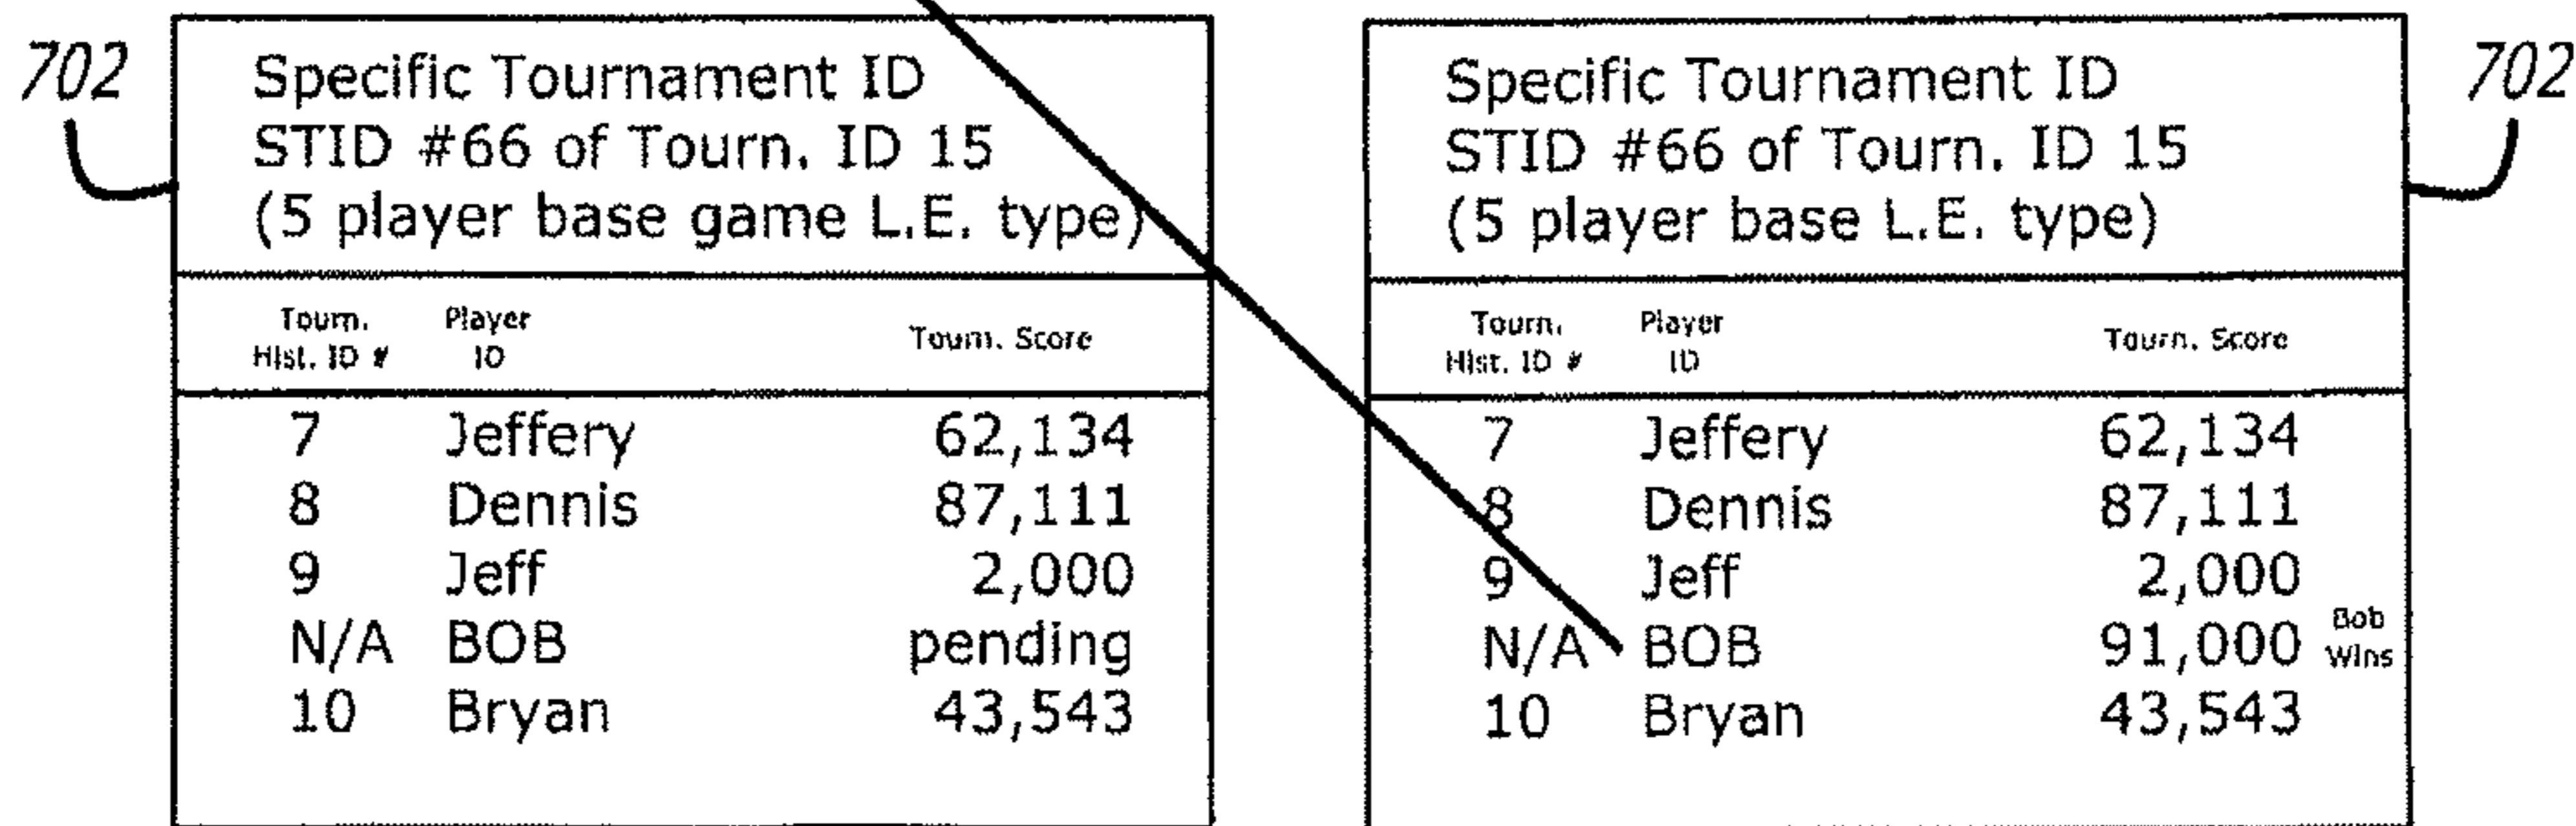 702
Specific Tournament ID
STID #66 of Tourn. ID 15
(5 player base game L.E. type)
Tourn. Hist. ID # Player ID Tourn. Score
7 Jeffery 62,134
8 Dennis 87,111
9 Jeff 2,000
N/A BOB pending
10 Bryan 43,543
702
Specific Tournament ID
STID #66 of Tourn. ID 15
(5 player base L.E. type)
Tourn. Hist. ID # Player ID Tourn. Score
7 Jeffery 62,134
8 Dennis 87,111
9 Jeff 2,000
N/A BOB 91,000 Bob Wins
10 Bryan 43,543